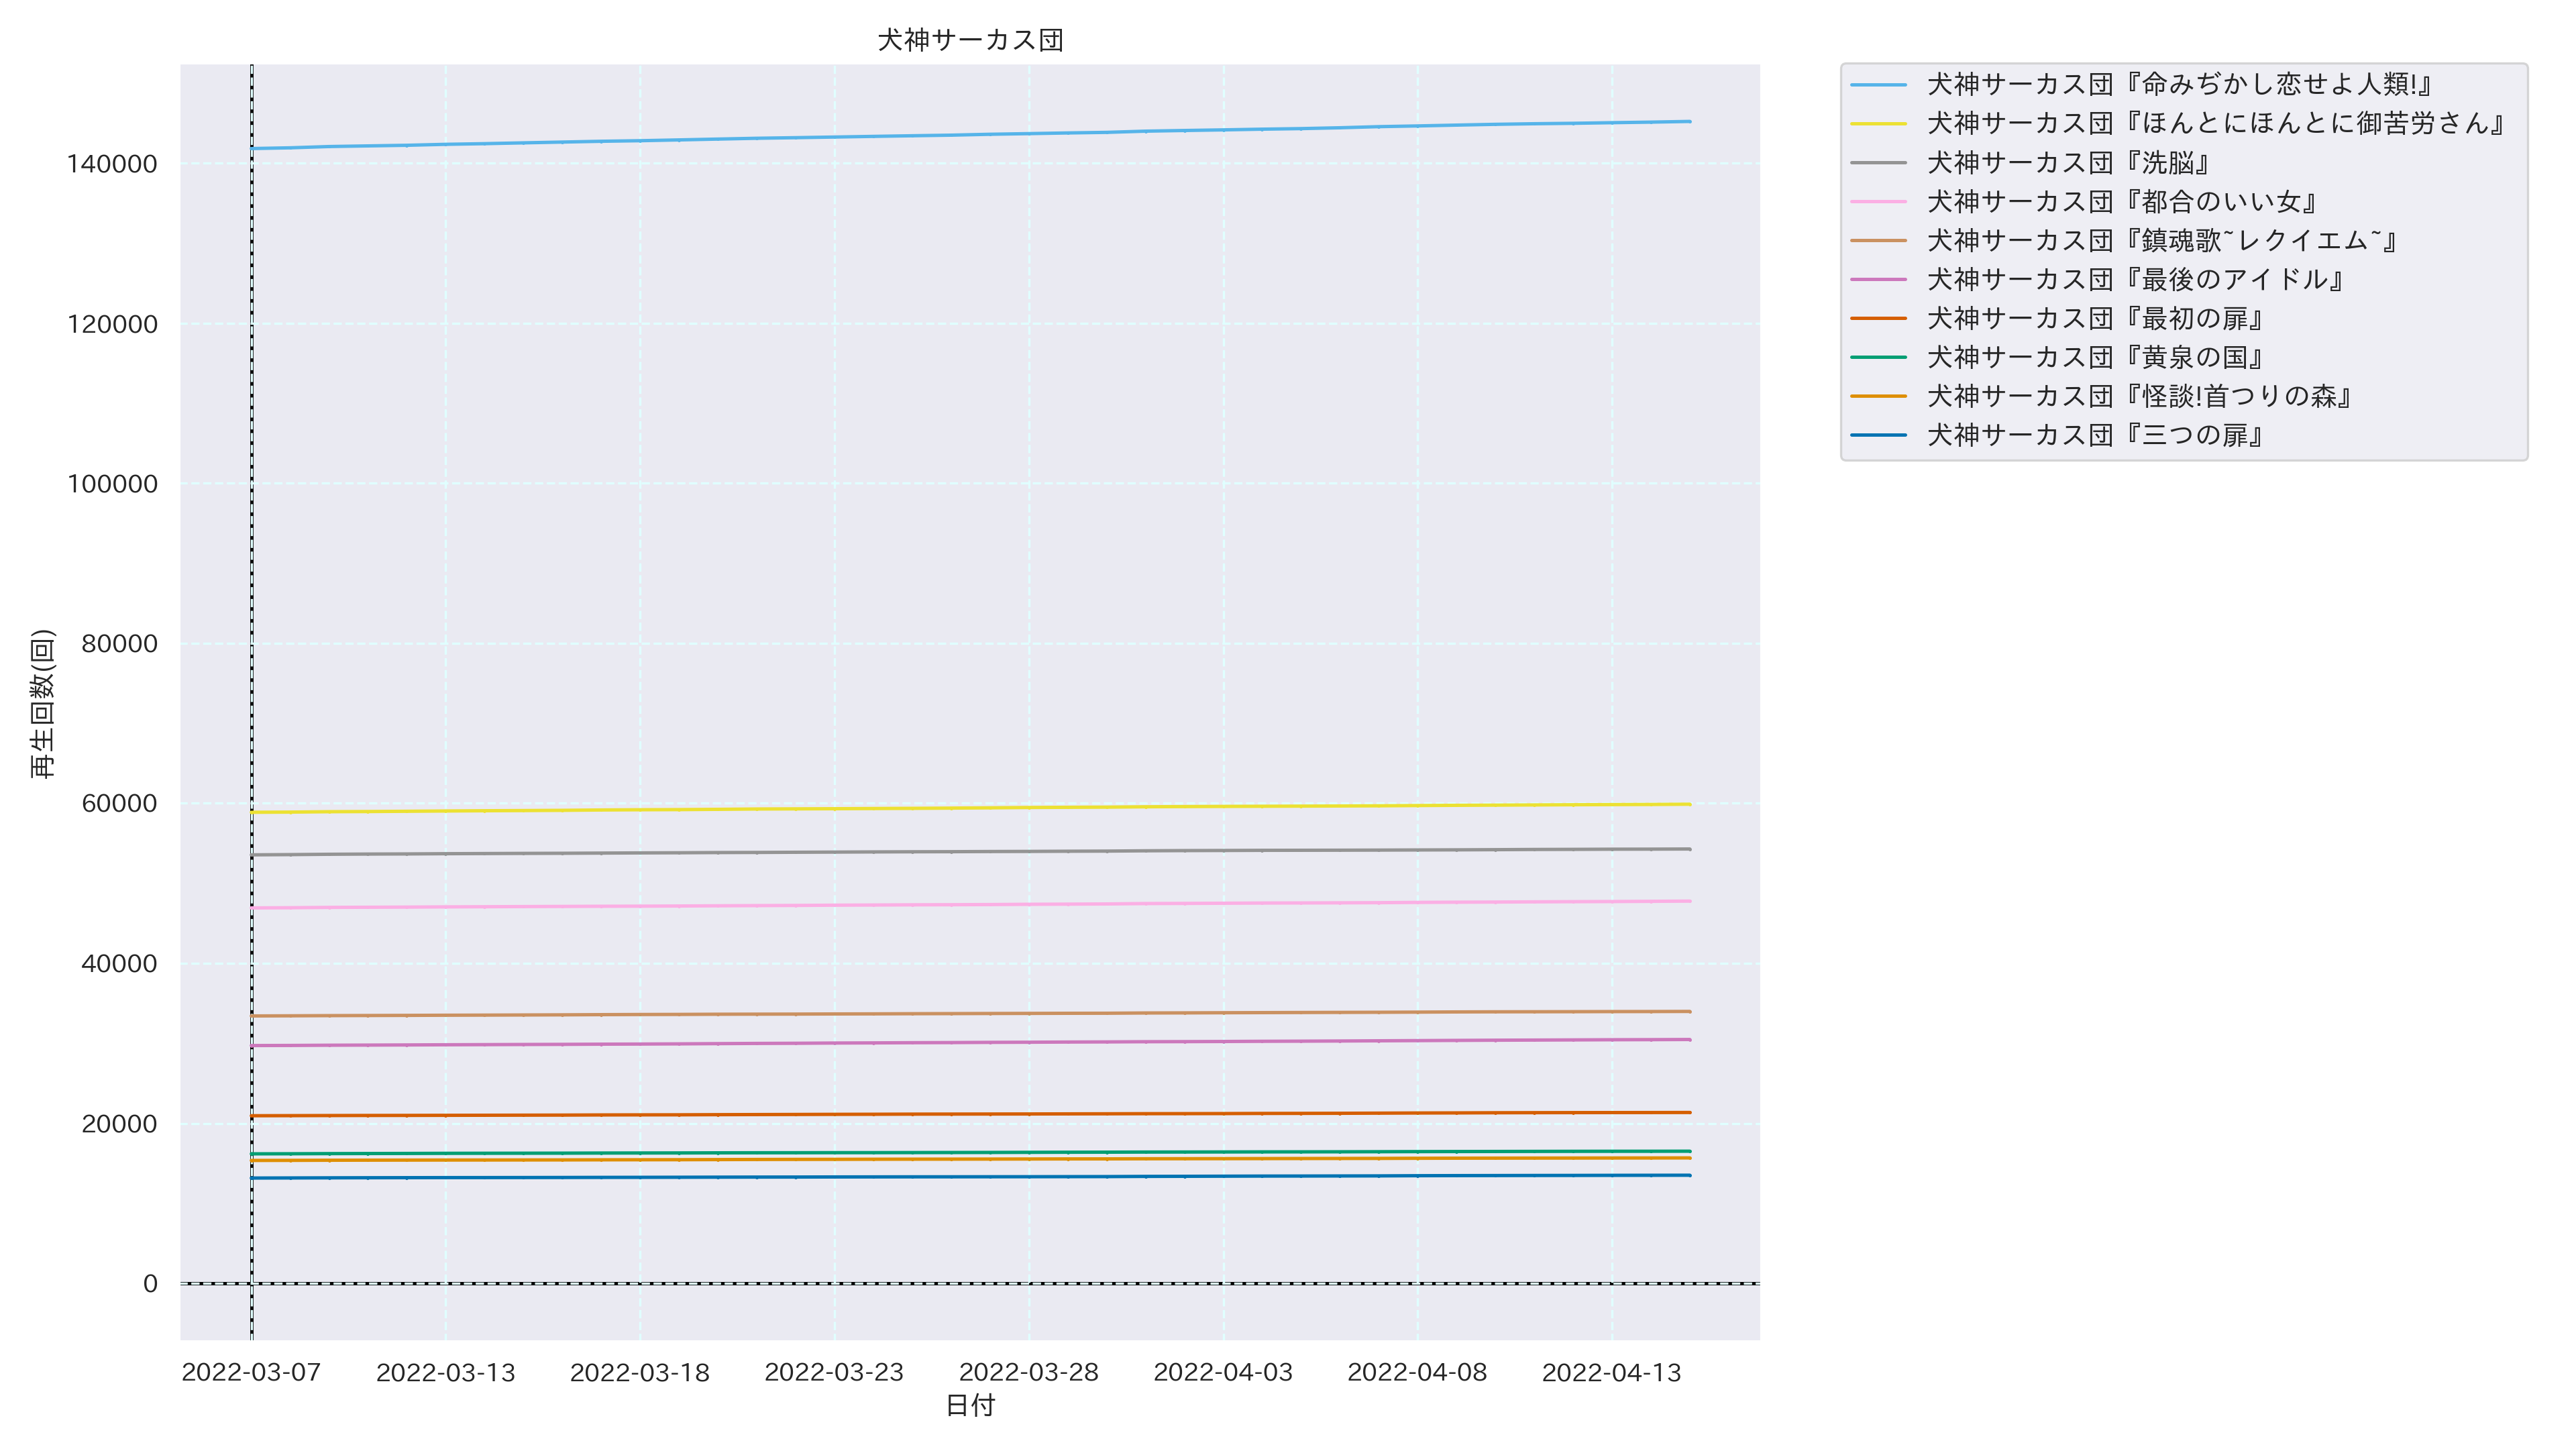 犬神サーカス団
犬神サーカス団『命みぢかし恋せよ人類!』
犬神サーカス団『ほんとにほんとに御苦労さん』
犬神サーカス団『洗脳』
犬神サーカス団『都合のいい女』
犬神サーカス団『鎮魂歌~レクイエム~』
犬神サーカス団『最後のアイドル』
犬神サーカス団『最初の扉』
犬神サーカス団『黄泉の国』
犬神サーカス団『怪談!首つりの森』
犬神サーカス団『三つの扉』
再生回数(回)
140000
120000
100000
80000
60000
40000
20000
0
2022-03-07 2022-03-13 2022-03-18 2022-03-23 2022-03-28 2022-04-03 2022-04-08 2022-04-13
日付